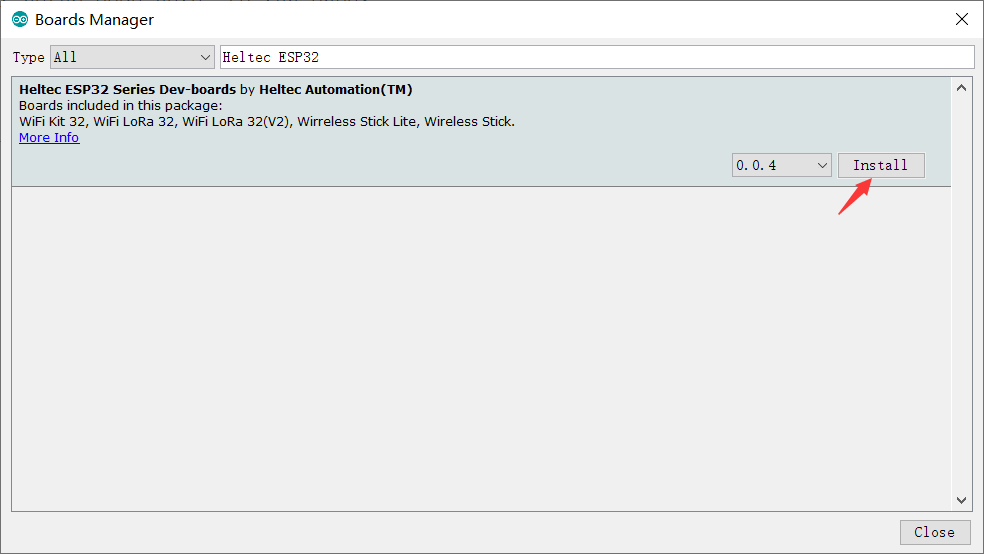 Boards Manager
Type All Heltec ESP32
Heltec ESP32 Series Dev-boards by Heltec Automation(TM)
Boards included in this package:
WiFi Kit 32, WiFi LoRa 32, WiFi LoRa 32(V2), Wirreless Stick Lite, Wireless Stick.
More Info
0.0.4 Install
Close